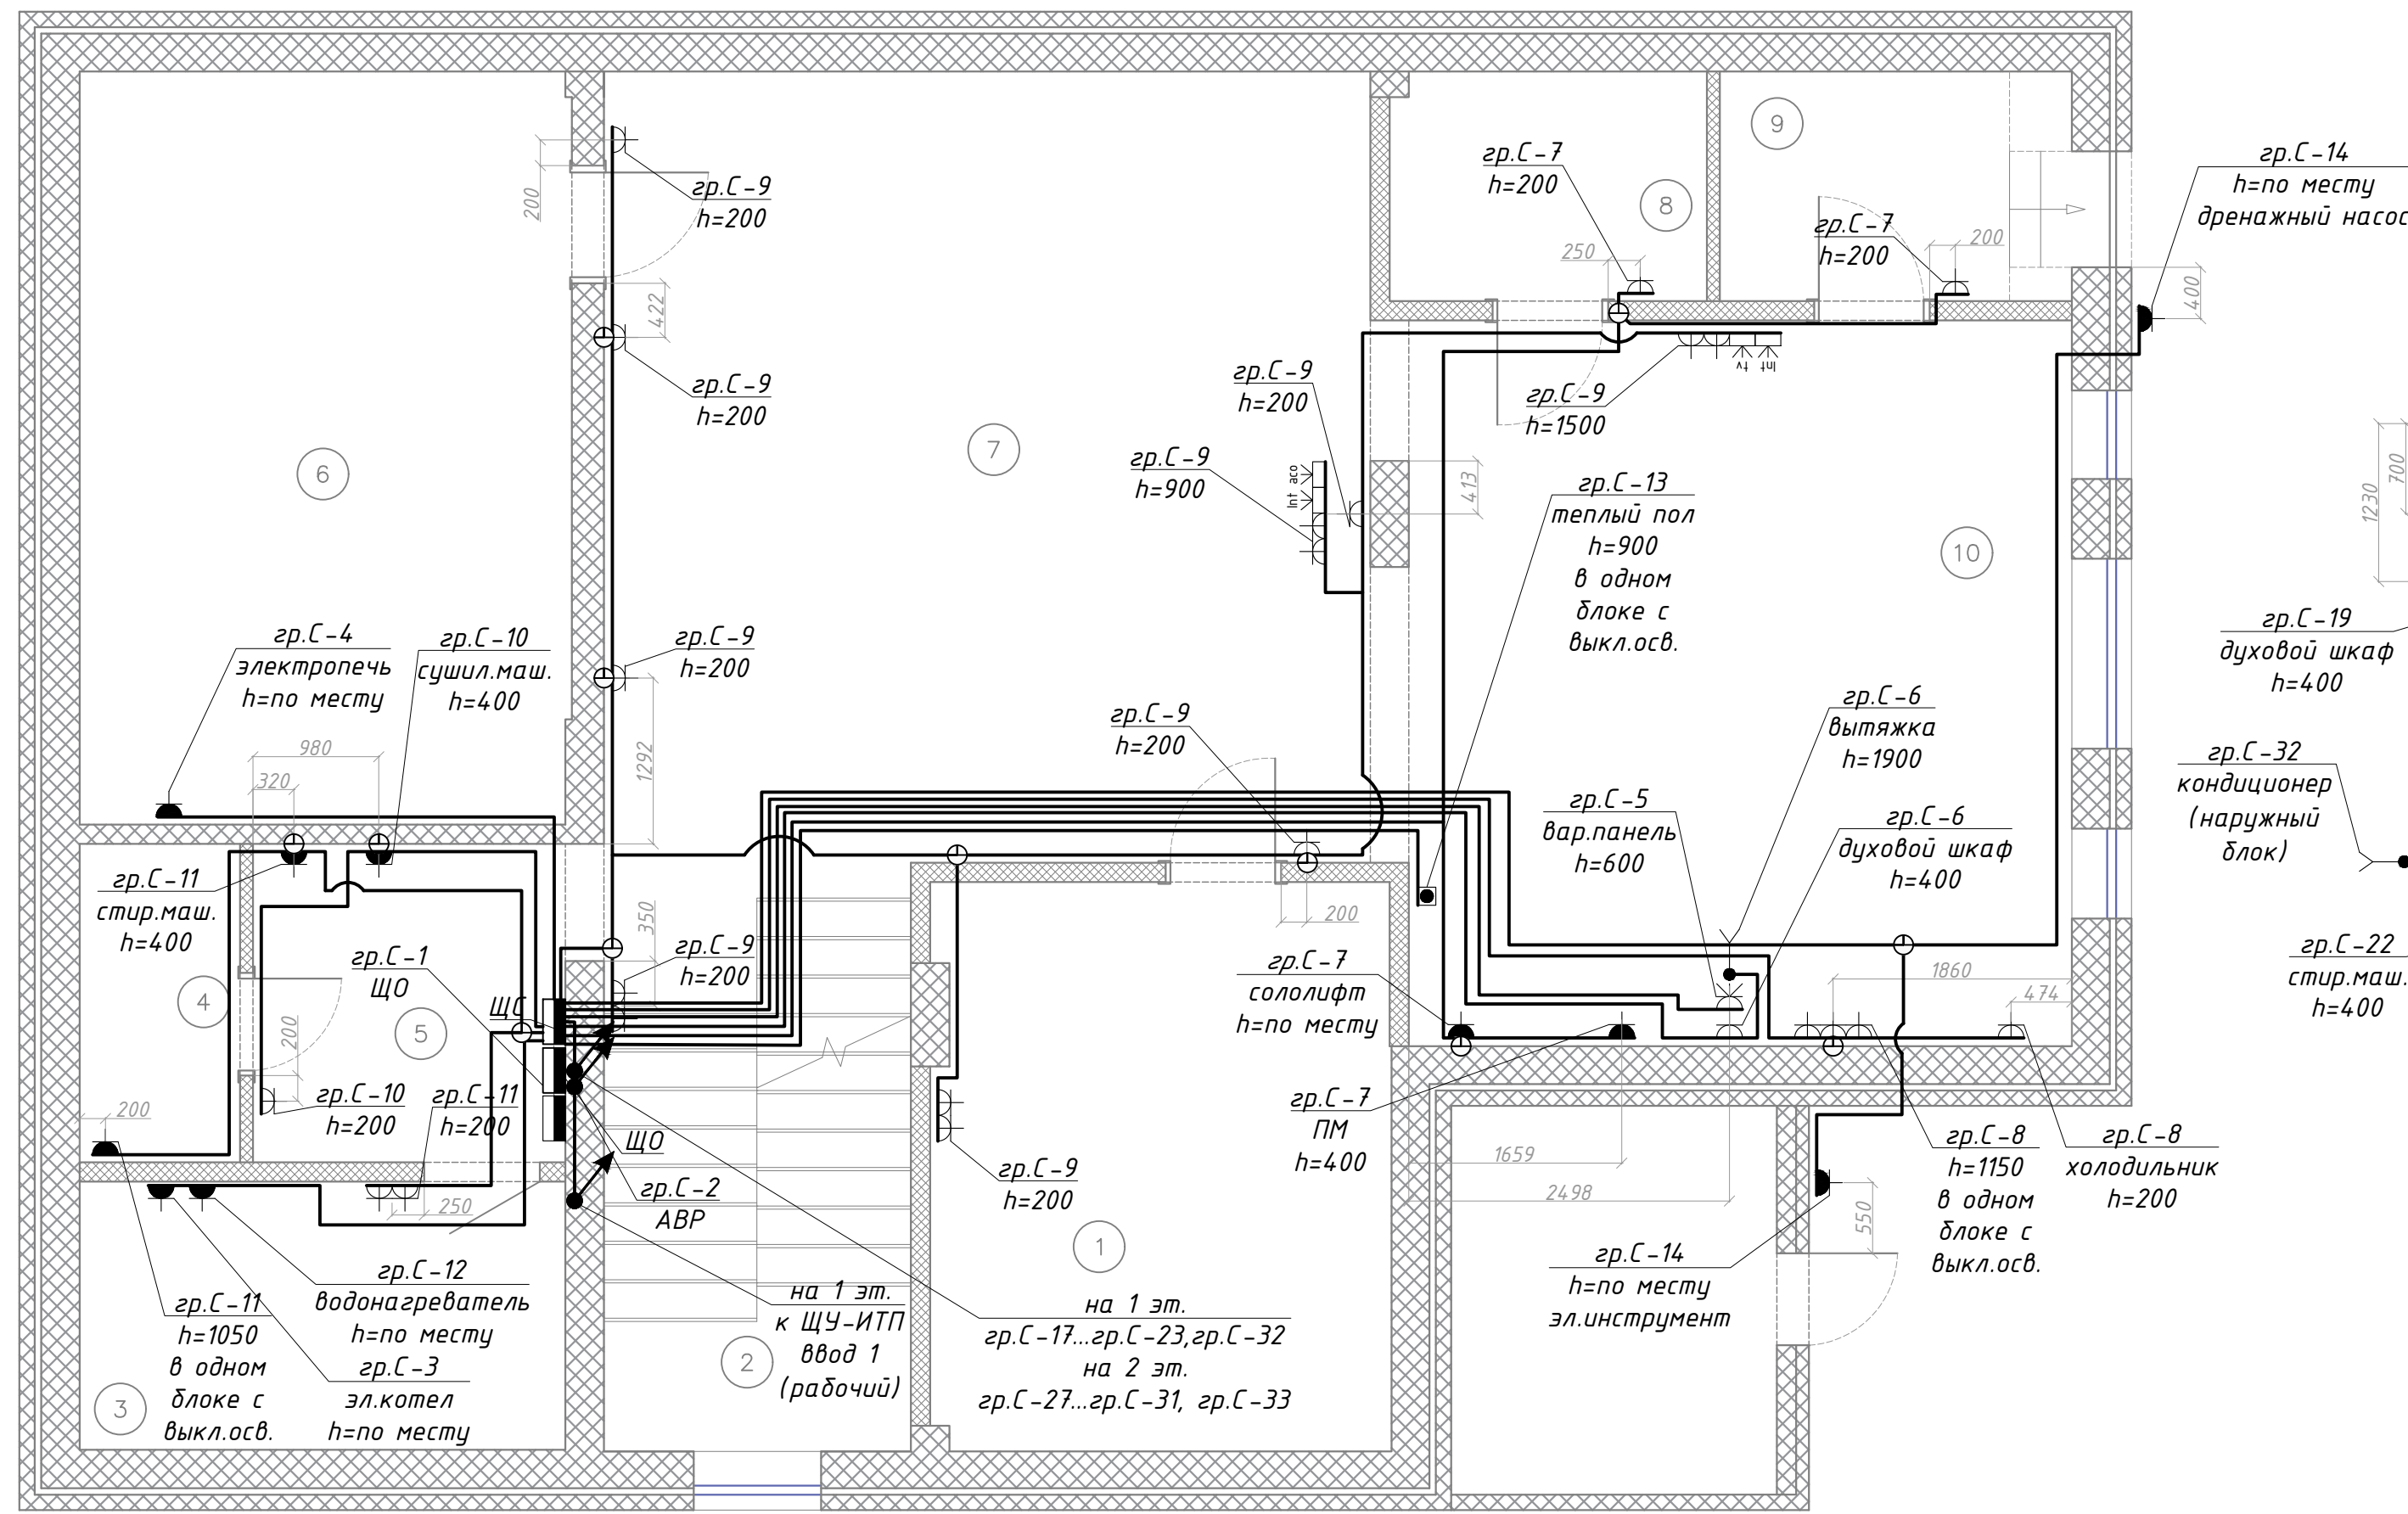 9
гр.С-14
h=по месту
дренажный насос
гр.С-7
h=200
8
гр.С-9
h=200
200
гр.С-7
h=200
250
200
400
422
гр.С-9
h=200
tv
Int
гр.С-9
h=200
гр.С-9
h=1500
6
7
гр.С-9
h=900
aco
Int
413
гр.С-13
теплый пол
h=900
в одном
блоке с
выкл.осв.
10
1230
700
гр.С-4
электропечь
h=по месту
гр.С-10
сушил.маш.
h=400
гр.С-9
h=200
гр.С-19
духовой шкаф
h=400
980
320
1292
гр.С-9
h=200
гр.С-6
вытяжка
h=1900
гр.С-32
кондиционер
(наружный
блок)
гр.С-5
вар.панель
h=600
гр.С-6
духовой шкаф
h=400
гр.С-11
стир.маш.
h=400
350
200
гр.С-1
ЩО
гр.С-9
h=200
гр.С-7
сололифт
h=по месту
гр.С-22
стир.маш.
h=400
1860
474
4
5
ЩС
200
200
гр.С-10
h=200
гр.С-11
h=200
ЩО
гр.С-7
ПМ
h=400
1659
2498
гр.С-9
h=200
гр.С-2
АВР
250
гр.С-8
h=1150
в одном
блоке с
выкл.осв.
гр.С-8
холодильник
h=200
550
1
гр.С-14
h=по месту
эл.инструмент
гр.С-12
водонагреватель
h=по месту
гр.С-11
h=1050
в одном
блоке с
выкл.осв.
гр.С-3
эл.котел
h=по месту
3
2
на 1 эт.
к ЩУ-ИТП
ввод 1
(рабочий)
на 1 эт.
гр.С-17...гр.С-23,гр.С-32
на 2 эт.
гр.С-27...гр.С-31, гр.С-33